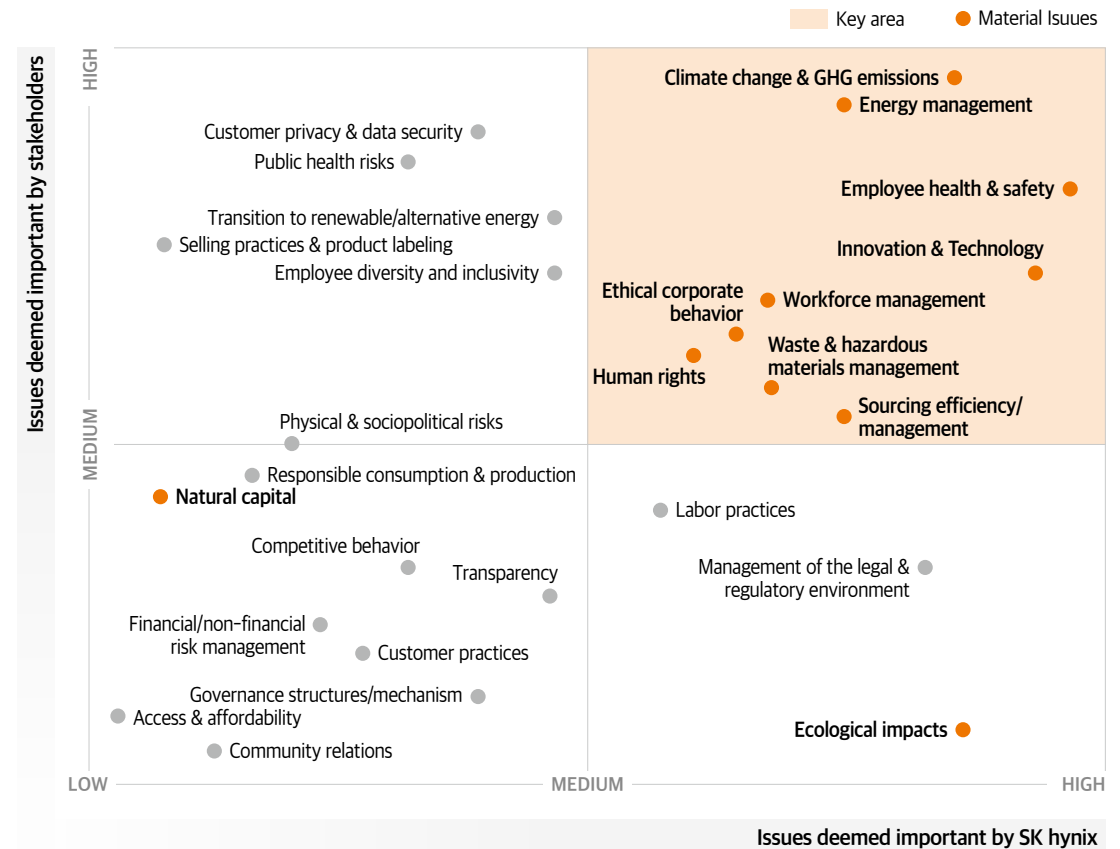 Key area
Material Isuues
Issues deemed important by stakeholders
HIGH
MEDIUM
Climate change & GHG emissions
Energy management
Customer privacy & data security
Public health risks
Employee health & safety
Transition to renewable/alternative energy
Selling practices & product labeling
Innovation & Technology
Employee diversity and inclusivity
Ethical corporate
behavior
Workforce management
Waste & hazardous
materials management
Human rights
Sourcing efficiency/
management
Physical & sociopolitical risks
Responsible consumption & production
Natural capital
Labor practices
Competitive behavior
Transparency
Management of the legal &
regulatory environment
Financial/non-financial
risk management
Customer practices
Governance structures/mechanism
Access & affordability
Community relations
Ecological impacts
LOW
MEDIUM
HIGH
Issues deemed important by SK hynix